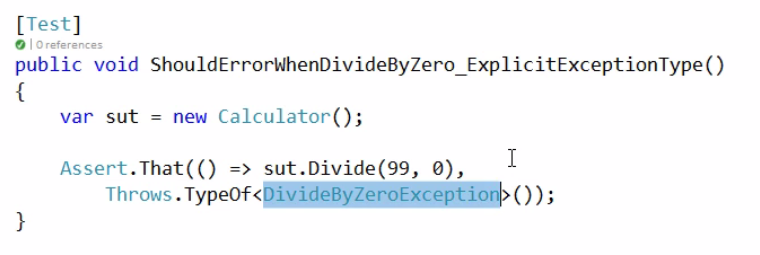 [Test]
| 0 references
public void ShouldErrorWhenDivideByZero_ExplicitExceptionType()
{
    var sut = new Calculator();
    Assert.That(() => sut.Divide(99, 0),
        Throws.TypeOf<DivideByZeroException>());
}